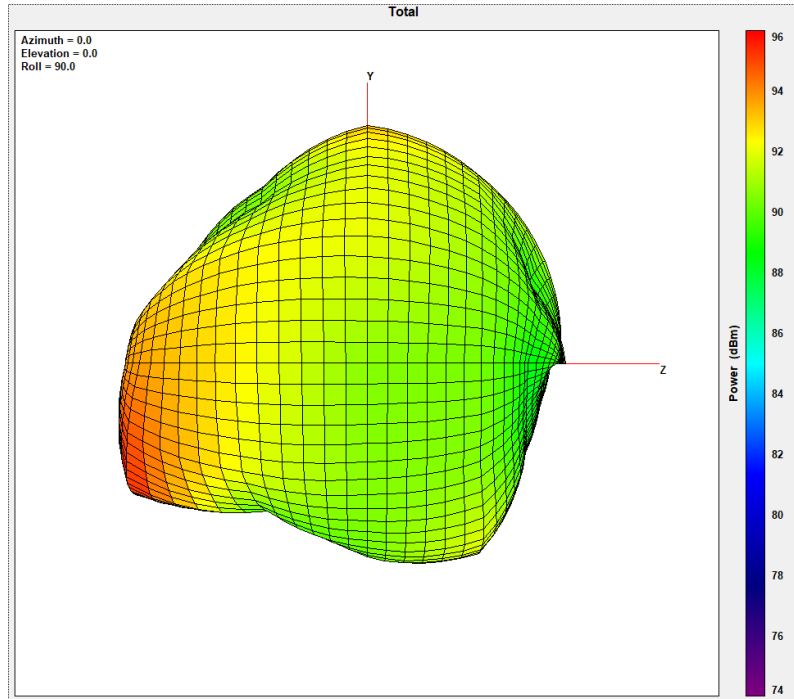 Total
Azimuth = 0.0
Elevation = 0.0
Roll = 90.0
Y
Z
Power (dBm)
96
94
92
90
88
86
84
82
80
78
76
74